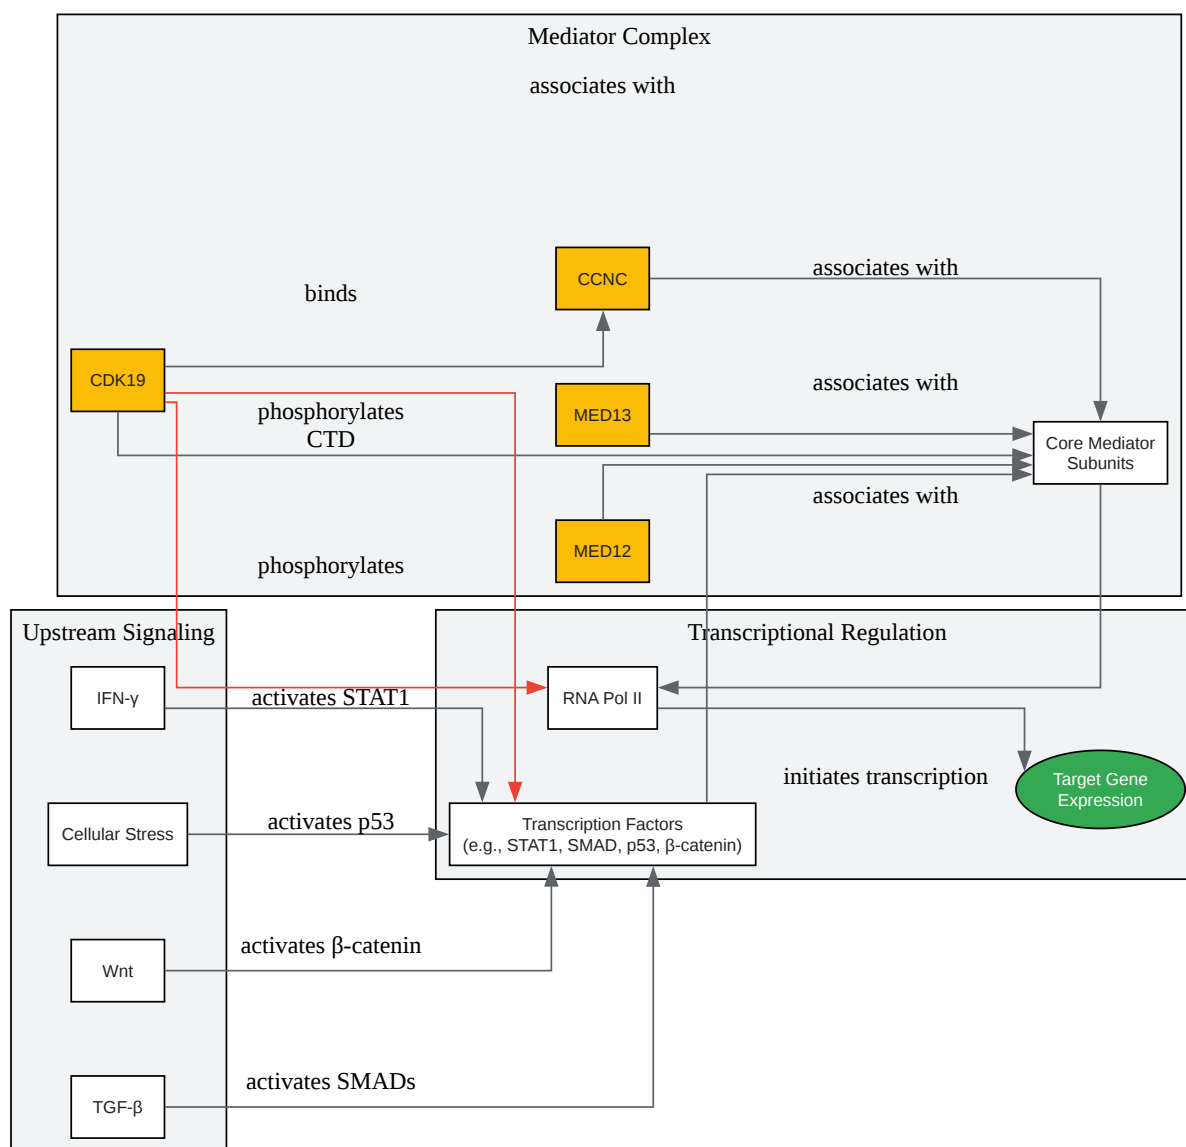 Mediator Complex
associates with
CCNC
associates with
binds
CDK19
associates with
phosphorylates
CTD
MED13
Core Mediator
Subunits
associates with
MED12
phosphorylates
Upstream Signaling
Transcriptional Regulation
IFN-γ
activates STAT1
RNA Pol II
initiates transcription
Target Gene
Expression
Cellular Stress
activates p53
Transcription Factors
(e.g., STAT1, SMAD, p53, β-catenin)
activates β-catenin
Wnt
activates SMADs
TGF-β